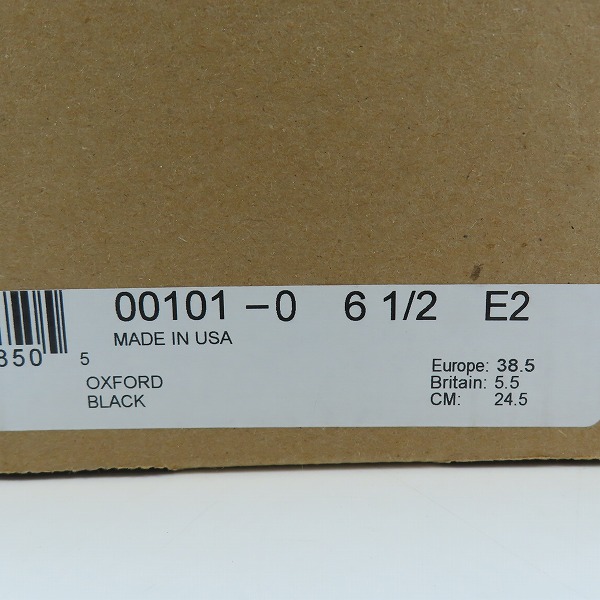 00101-0 6 1/2 E2
MADE IN USA
850 5
OXFORD
BLACK
Europe: 38.5
Britain: 5.5
CM: 24.5